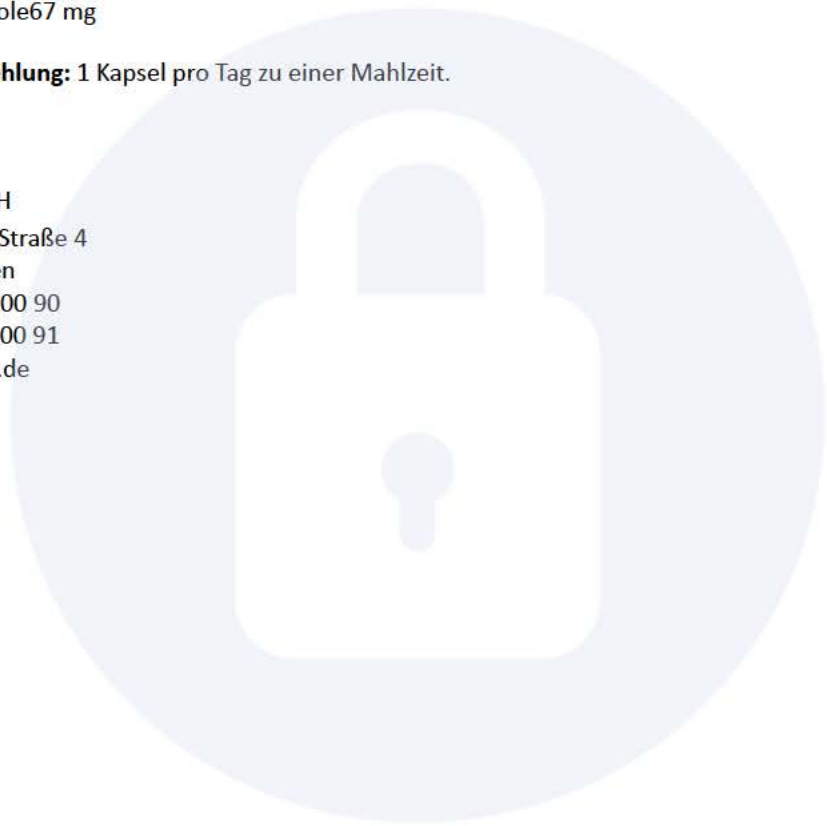 ole67 mg
hlung: 1 Kapsel pro Tag zu einer Mahlzeit.
H
Straße 4
en
00 90
00 91
.de